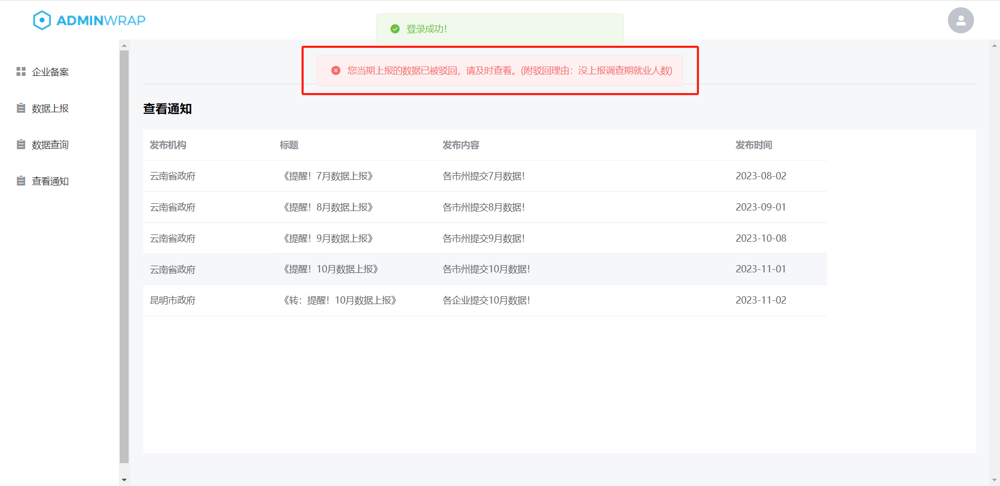 ADMINWRAP
登录成功！
您当期上报的数据已被驳回，请及时查看。(附驳回理由：没上报调查期就业人数)
企业备案
数据上报
数据查询
查看通知
查看通知
发布机构 标题 发布内容 发布时间
云南省政府 《提醒！7月数据上报》 各市州提交7月数据！ 2023-08-02
云南省政府 《提醒！8月数据上报》 各市州提交8月数据！ 2023-09-01
云南省政府 《提醒！9月数据上报》 各市州提交9月数据！ 2023-10-08
云南省政府 《提醒！10月数据上报》 各市州提交10月数据！ 2023-11-01
昆明市政府 《转：提醒！10月数据上报》 各企业提交10月数据！ 2023-11-02